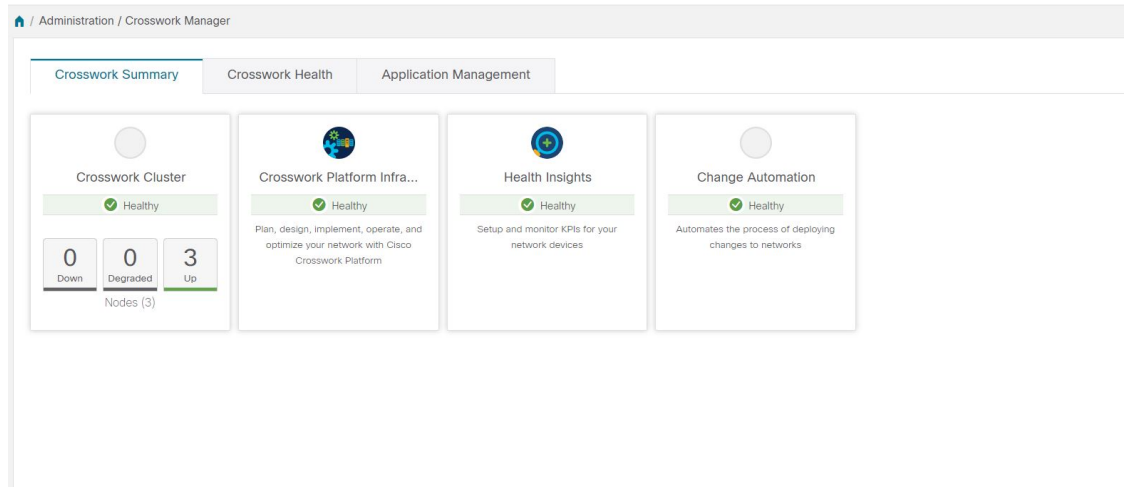 / Administration / Crosswork Manager
Crosswork Summary
Crosswork Health
Application Management
Crosswork Cluster
Healthy
0
Down
0
Degraded
3
Up
Nodes (3)
Crosswork Platform Infra...
Healthy
Plan, design, implement, operate, and
optimize your network with Cisco
Crosswork Platform
Health Insights
Healthy
Setup and monitor KPIs for your
network devices
Change Automation
Healthy
Automates the process of deploying
changes to networks